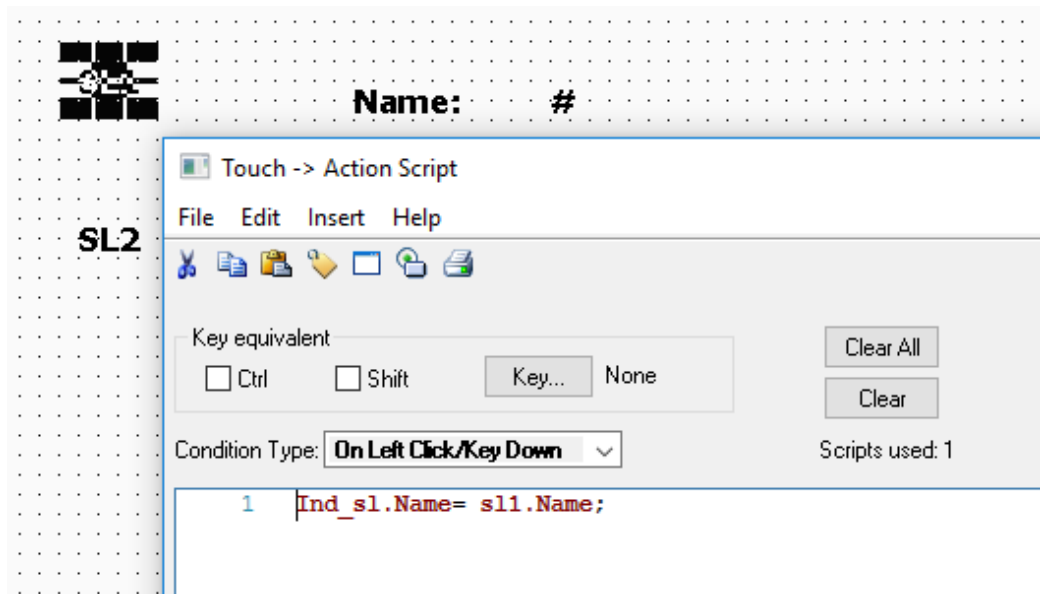 Name: #
Touch -> Action Script
File Edit Insert Help
SL2
Key equivalent
Ctrl Shift Key... None
Clear All
Clear
Condition Type: On Left Click/Key Down
Scripts used: 1
1 Ind_sl.Name= sl1.Name;